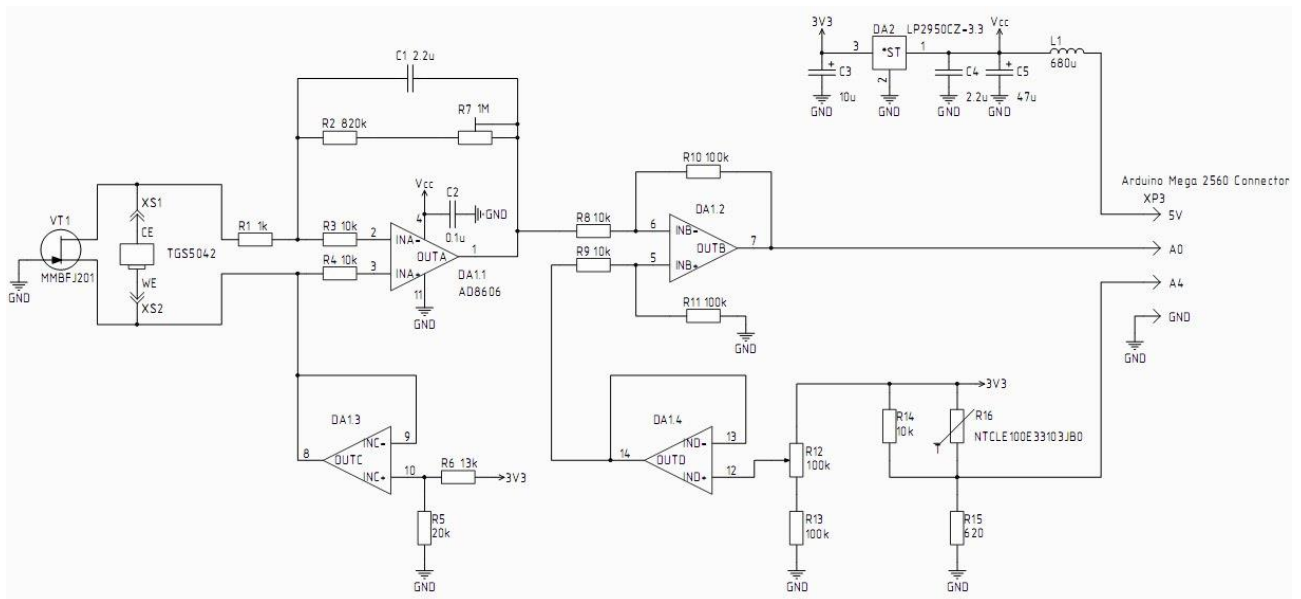 3V3
DA2 LP2950CZ-3.3
Vcc
3
*ST
1
2
L1
680u
C3
10u
C4
2.2u
C5
47u
GND
GND
GND
GND
C1 2.2u
R7 1M
R2 820k
Vcc
C2
0.1u
GND
R10 100k
Arduino Mega 2560 Connector
XP3
VT1
MMBFJ201
GND
XS1
CE
TGS5042
WE
XS2
R1 1k
R3 10k
R4 10k
4
2
INA-
OUTA
1
3
INA+
11
GND
DA1.1
AD8606
R8 10k
R9 10k
DA1.2
6
INB-
OUTB
7
5
INB+
R11 100k
GND
5V
A0
A4
GND
GND
DA1.3
INC-
9
8
OUTC
INC+
10
R6 13k
3V3
R5
20k
GND
DA1.4
IND-
13
14
OUTD
IND+
12
R12
100k
R13
100k
GND
3V3
R14
10k
R16
NTCLE100E33103JB0
R15
620
GND